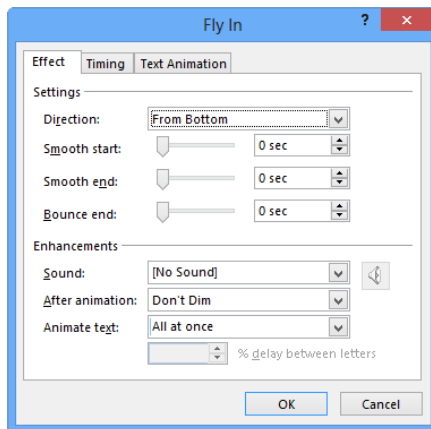 Fly In
? ×
Effect Timing Text Animation
Settings
Direction: From Bottom
Smooth start: 0 sec
Smooth end: 0 sec
Bounce end: 0 sec
Enhancements
Sound: [No Sound]
After animation: Don't Dim
Animate text: All at once
% delay between letters
OK Cancel